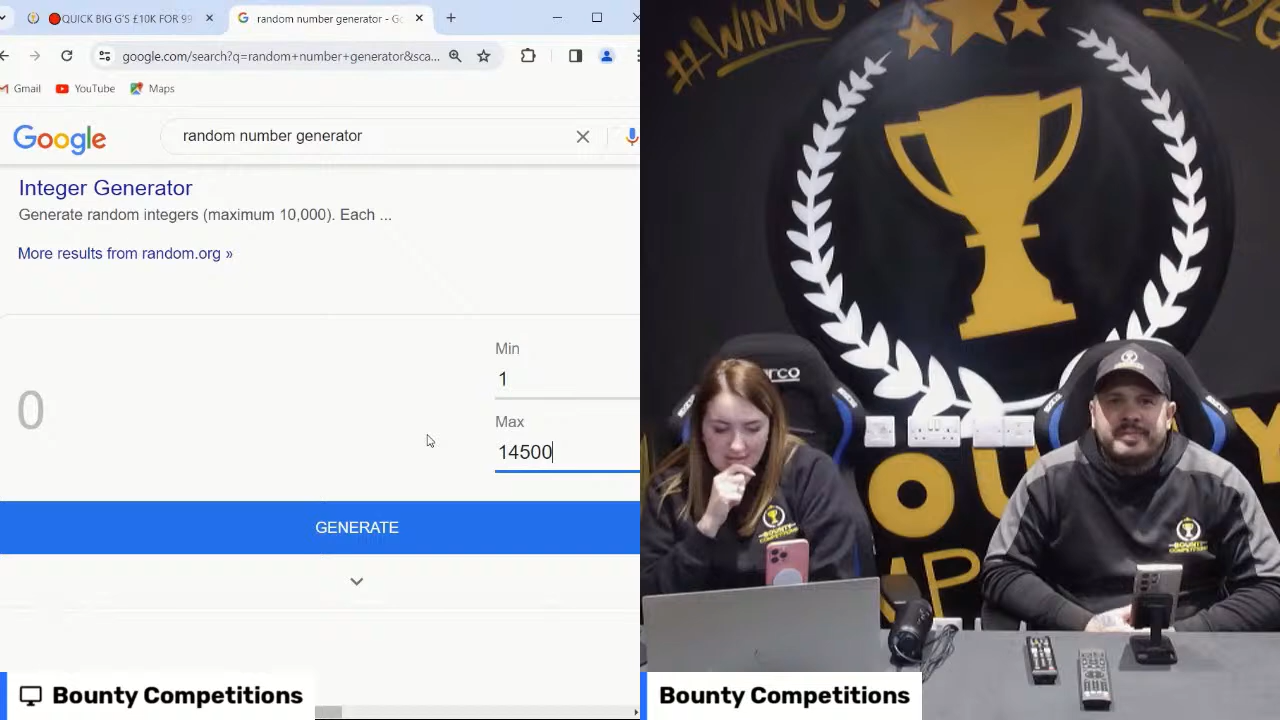 QUICK BIG G'S £10K FOR 99
random number generator - Go
google.com/search?q=random+number+generator&sca...
Gmail
YouTube
Maps
Google
random number generator
Integer Generator
Generate random integers (maximum 10,000). Each ...
More results from random.org »
Min
1
0
Max
14500
GENERATE
Bounty Competitions
BOUNTY
Bounty Competitions